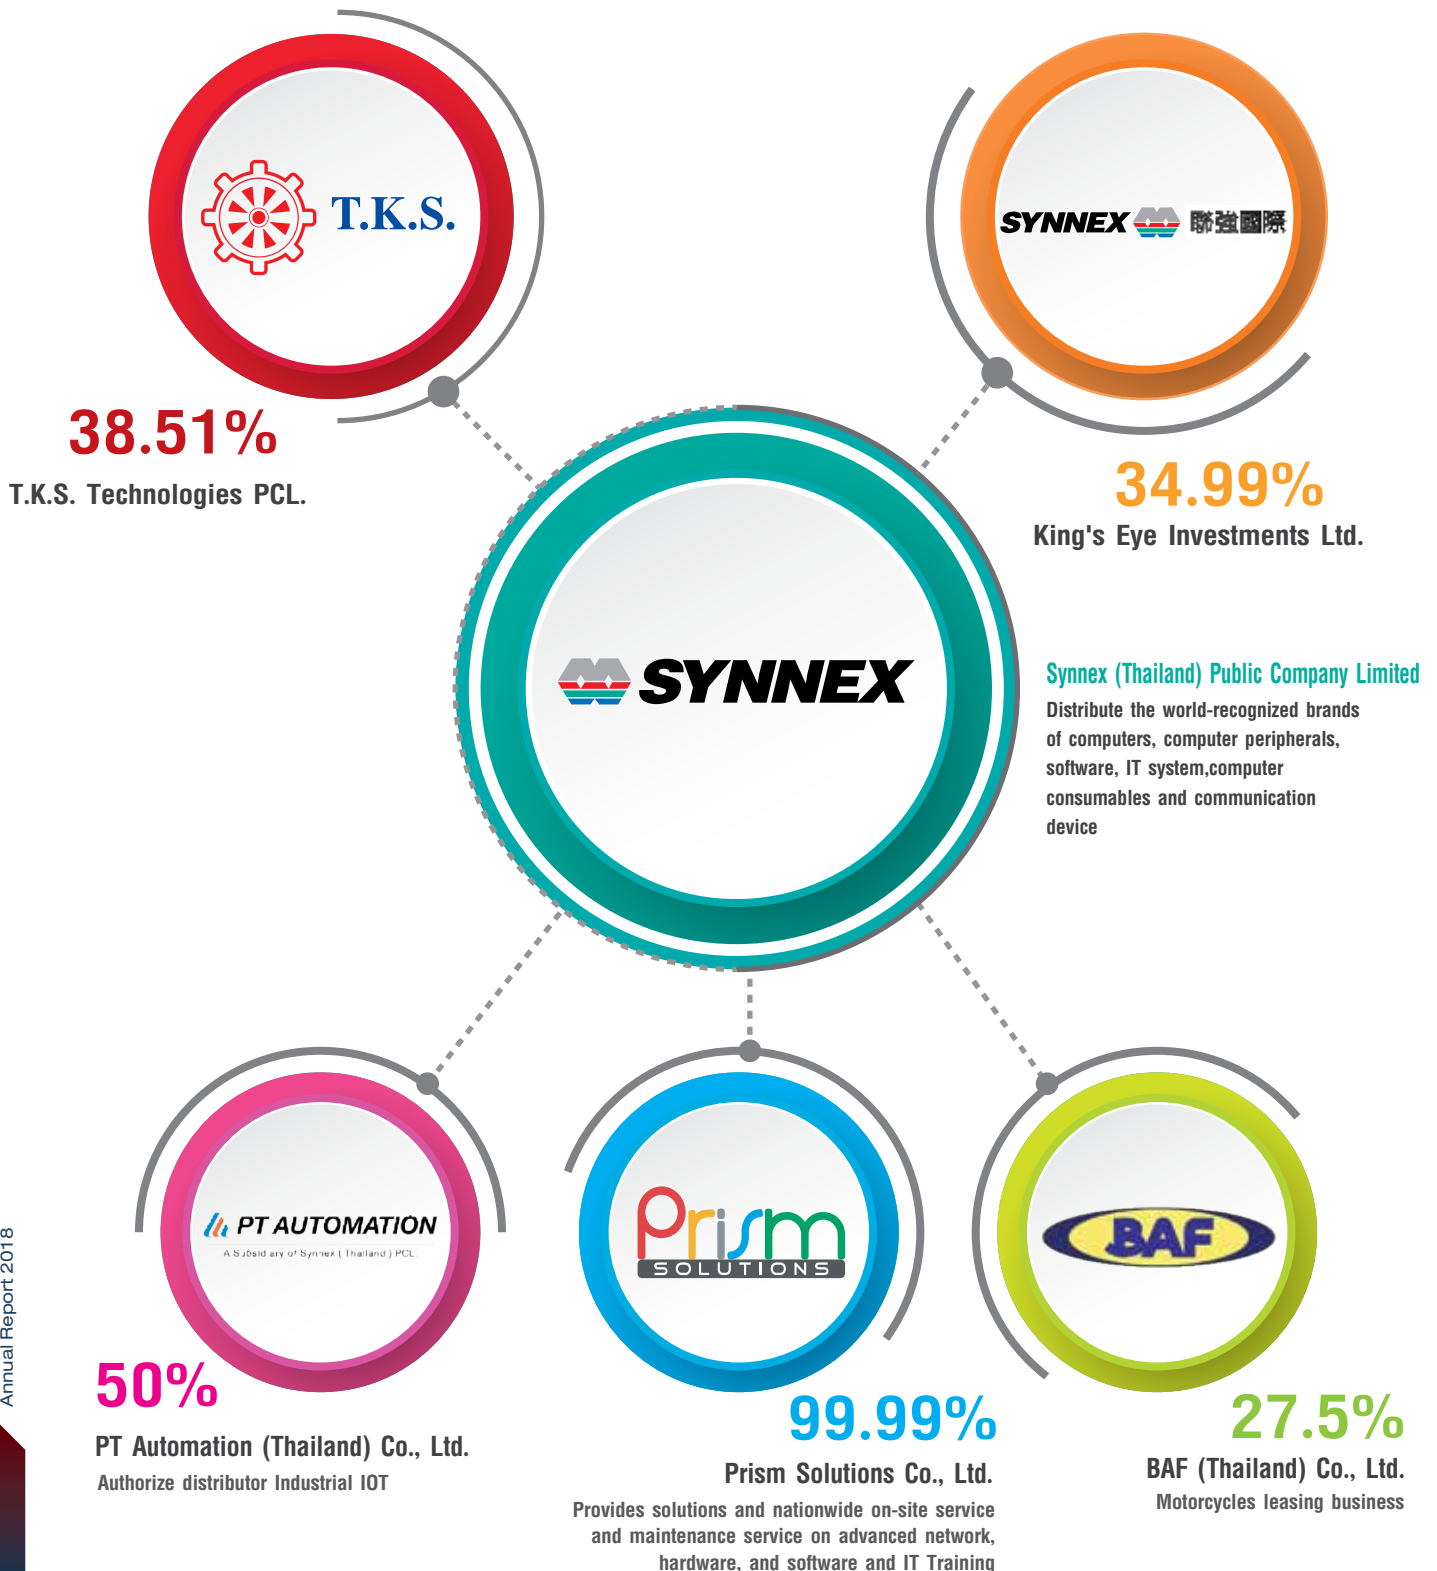 T.K.S.
38.51%
T.K.S. Technologies PCL.
SYNNEX 聯強國際
34.99%
King's Eye Investments Ltd.
SYNNEX
Synnex (Thailand) Public Company Limited
Distribute the world-recognized brands
of computers, computer peripherals,
software, IT system,computer
consumables and communication
device
PT AUTOMATION
A Subsidiary of Synnex ( Thailand ) PCL.
50%
PT Automation (Thailand) Co., Ltd.
Authorize distributor Industrial IOT
Prism
SOLUTIONS
99.99%
Prism Solutions Co., Ltd.
Provides solutions and nationwide on-site service
and maintenance service on advanced network,
hardware, and software and IT Training
BAF
27.5%
BAF (Thailand) Co., Ltd.
Motorcycles leasing business
Annual Report 2018